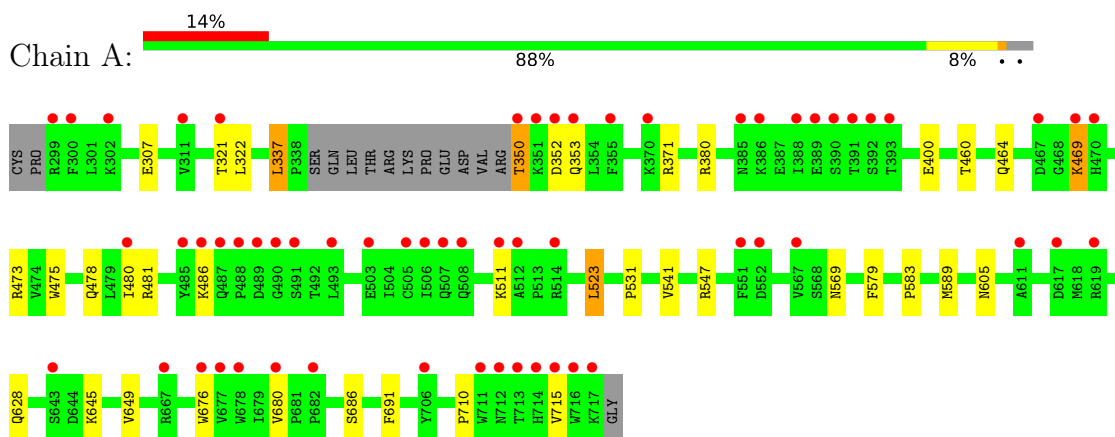 14%
Chain A:
88% 8% • •
CYS PRO R299 F300 L301 K302 E307 V311 T321 L322 L337 P338 SER GLN LEU THR ARG LYS PRO GLU ASP VAL ARG T350 K351 D352 Q353 L354 F355 K370 R371 R380 N385 K386 E387 I388 E389 S390 T391 S392 T393 E400 T460 Q464 D467 G468 K469 H470
R473 V474 W475 Q478 L479 I480 R481 Y485 K486 Q487 P488 D489 G490 S491 T492 L493 E503 I504 C505 I506 Q507 Q508 K511 A512 P513 R514 L523 P531 V541 R547 F551 D552 V567 S568 N569 F579 P583 M589 N605 A611 D617 M618 R619
Q628 S643 D644 K645 V649 R667 W676 V677 W678 I679 V680 P681 P682 S686 F691 Y706 P710 W711 N712 T713 H714 V715 W716 K717 GLY